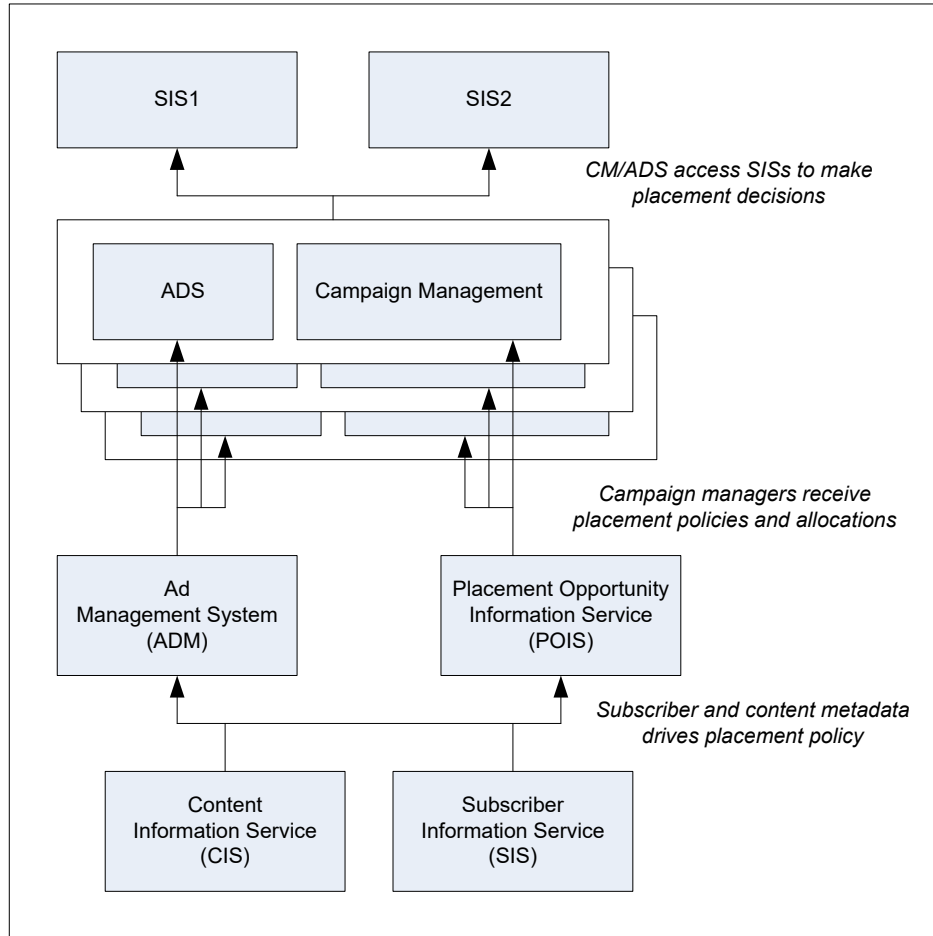 SIS1
SIS2
CM/ADS access SISs to make
placement decisions
ADS
Campaign Management
Campaign managers receive
placement policies and allocations
Ad
Management System
(ADM)
Placement Opportunity
Information Service
(POIS)
Subscriber and content metadata
drives placement policy
Content
Information Service
(CIS)
Subscriber
Information Service
(SIS)